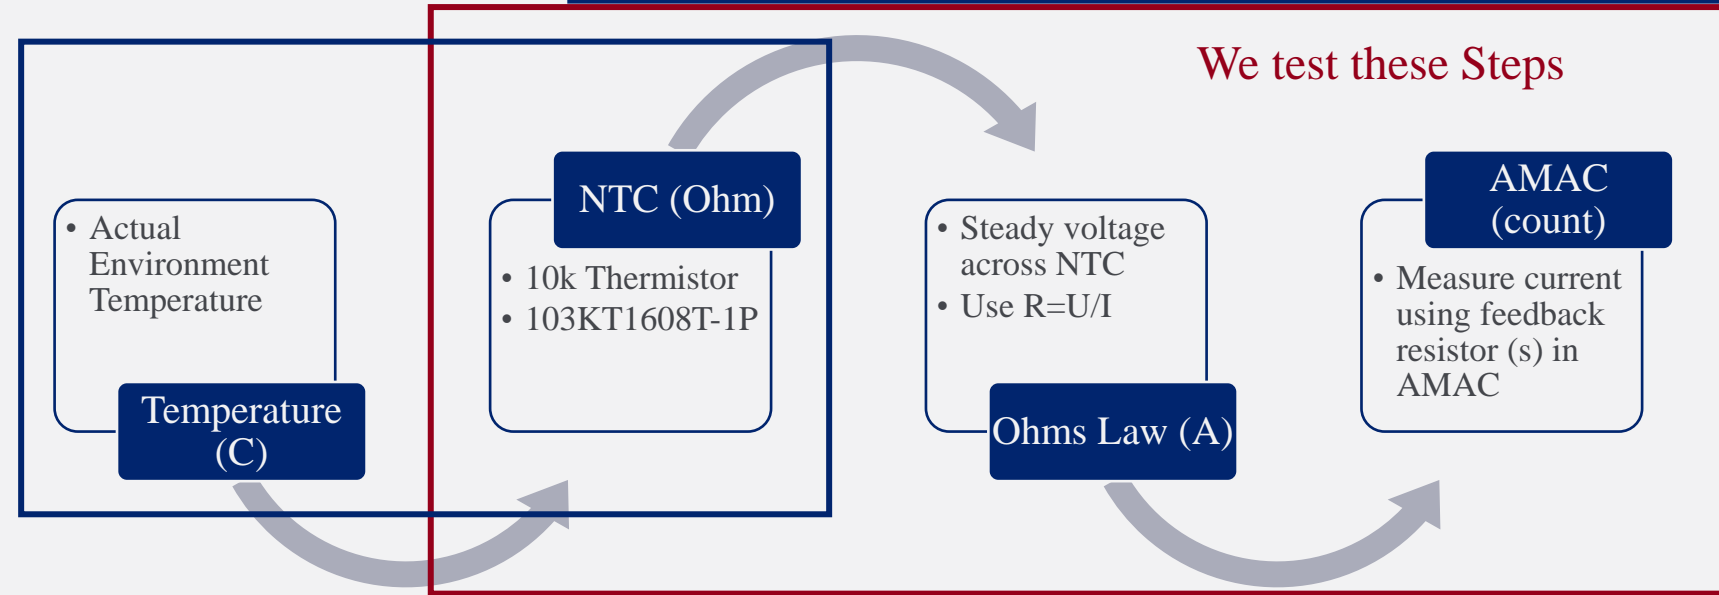 We test these Steps
• Actual
Environment
Temperature
Temperature
(C)
NTC (Ohm)
• 10k Thermistor
• 103KT1608T-1P
• Steady voltage
across NTC
• Use R=U/I
Ohms Law (A)
AMAC
(count)
• Measure current
using feedback
resistor (s) in
AMAC